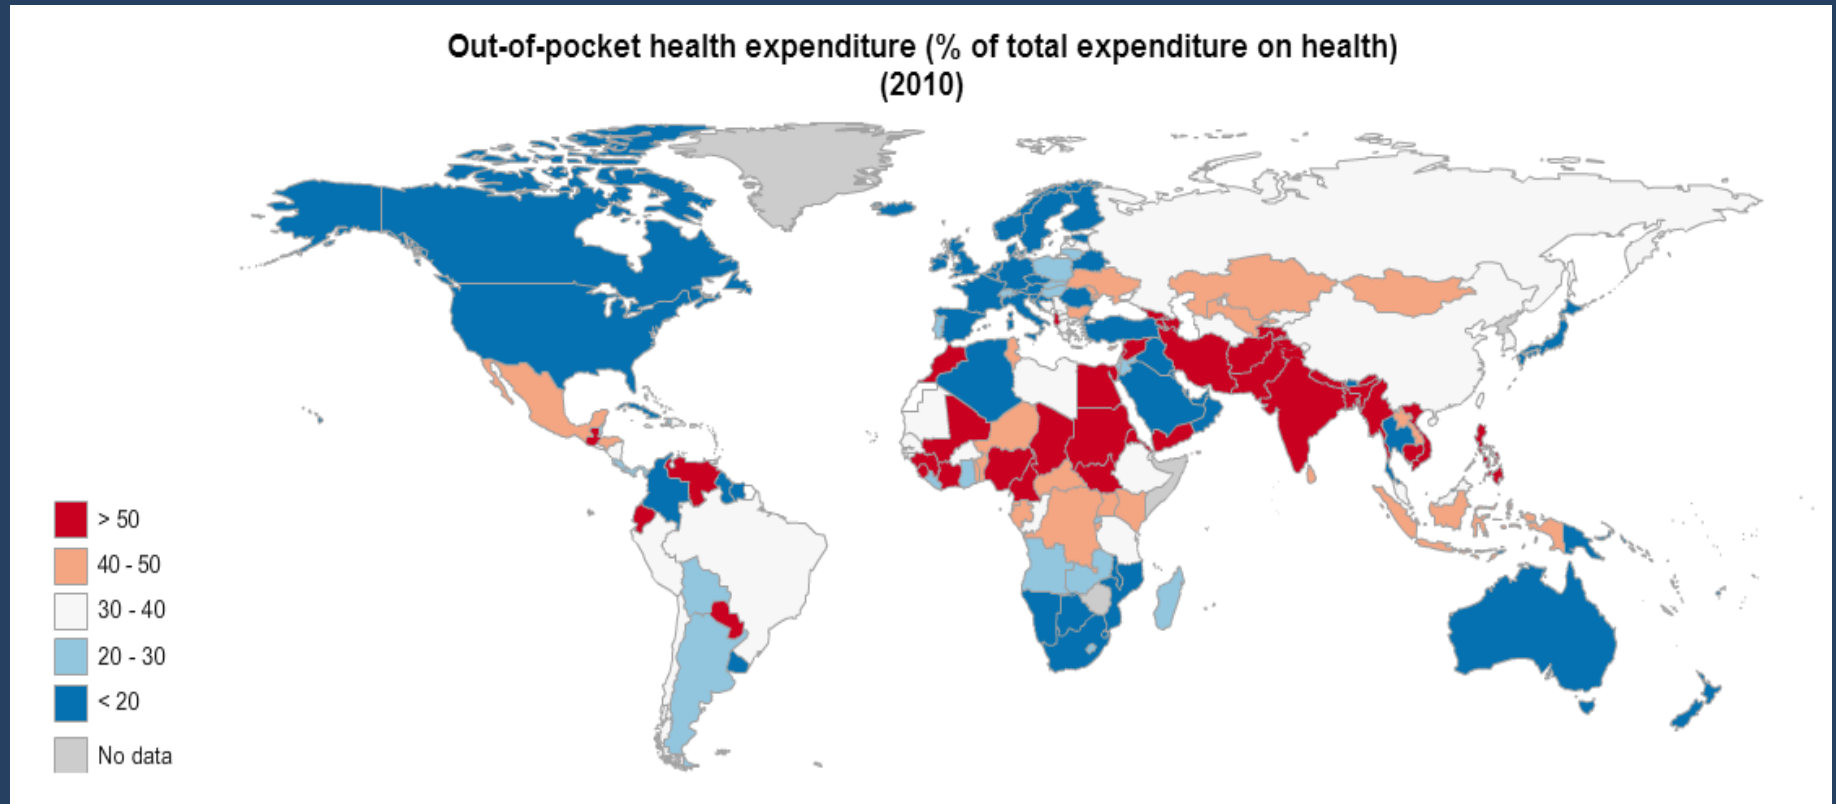 Out-of-pocket health expenditure (% of total expenditure on health)
(2010)
> 50
40 - 50
30 - 40
20 - 30
< 20
No data